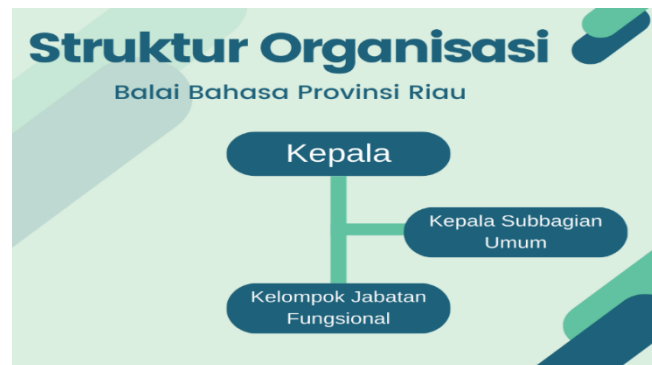 Struktur Organisasi
Balai Bahasa Provinsi Riau
Kepala
Kepala Subbagian
Umum
Kelompok Jabatan
Fungsional